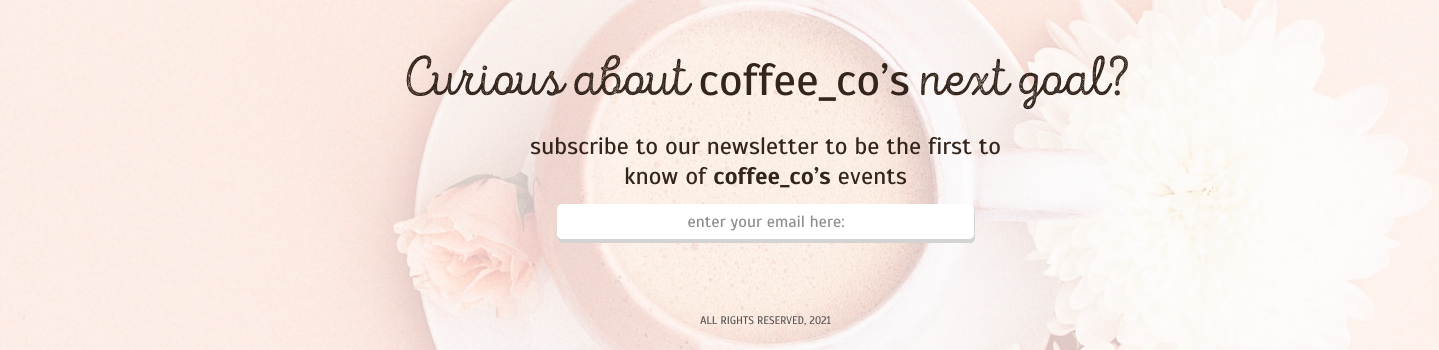 Curious about coffee_co’s next goal?
subscribe to our newsletter to be the first to
know of coffee_co’s events
enter your email here:
ALL RIGHTS RESERVED, 2021